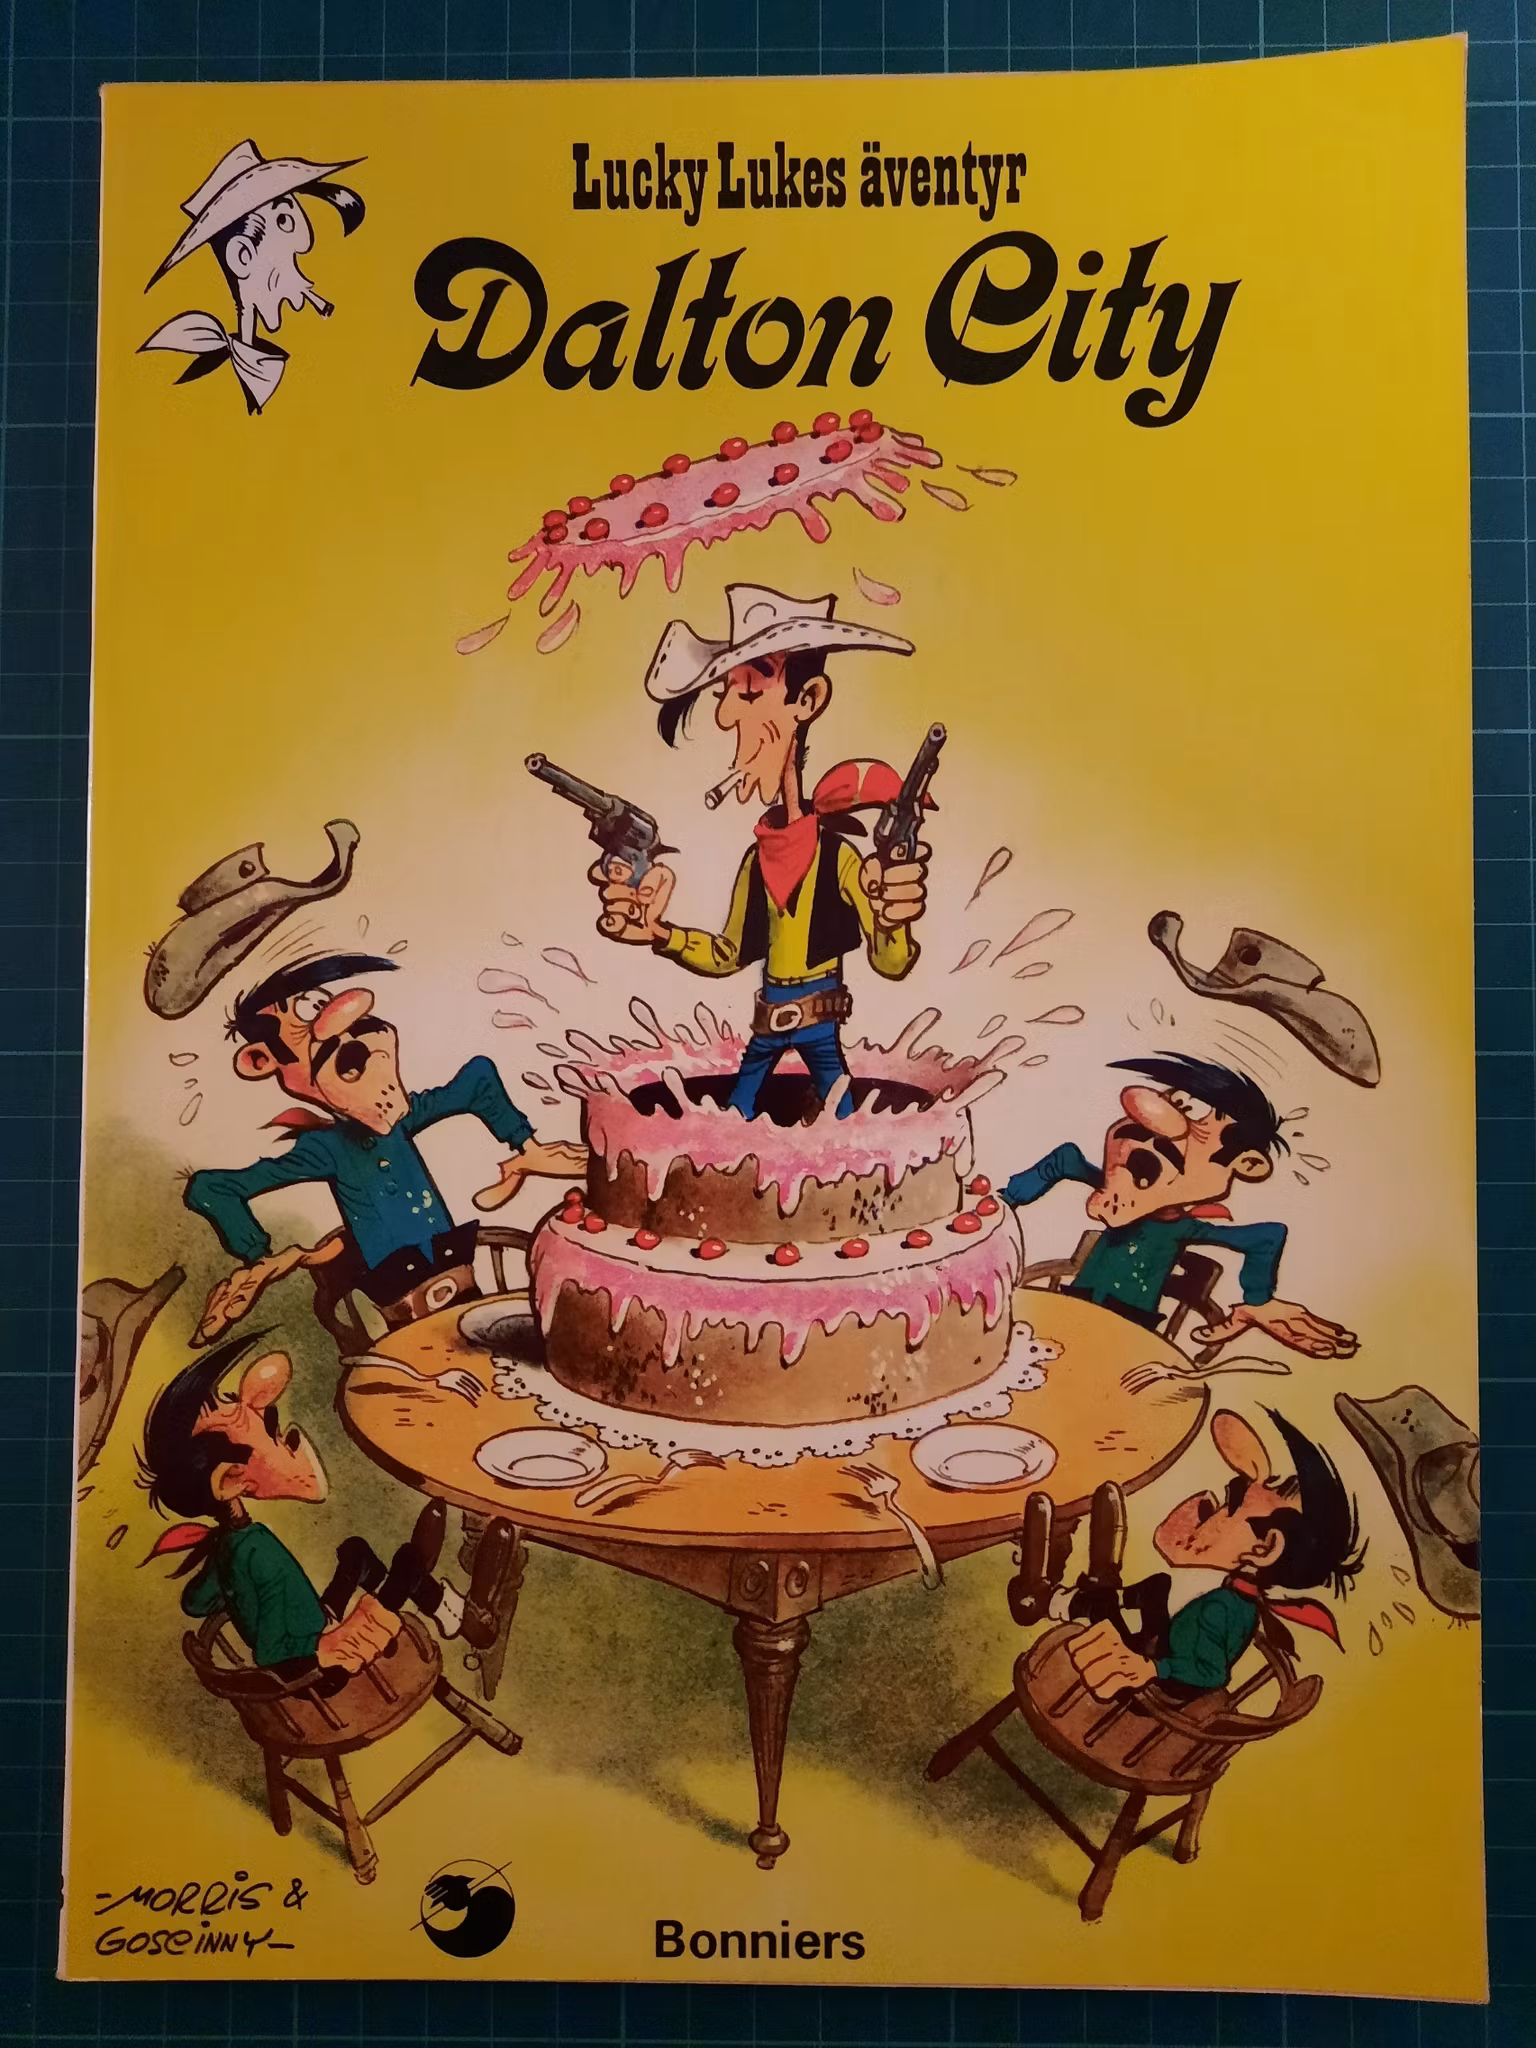 Lucky Lukes äventyr
Dalton City
-MORRIS &
GOSCINNY-
Bonniers